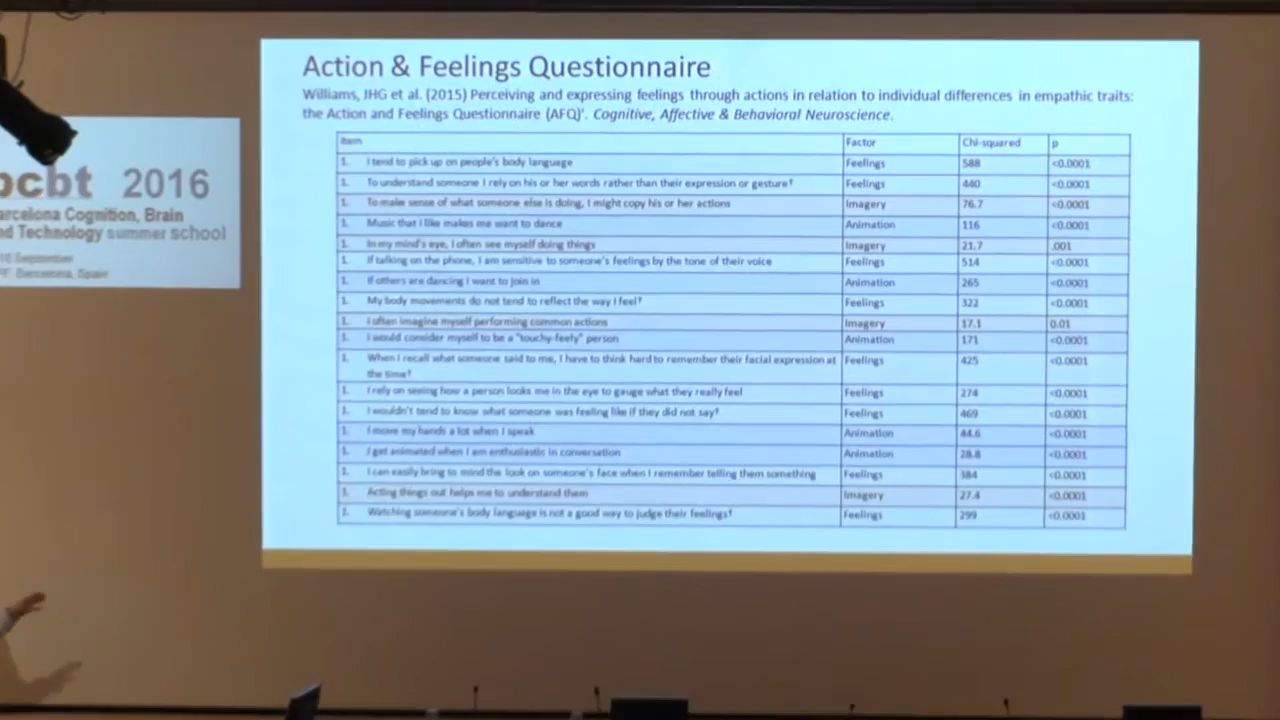 Action & Feelings Questionnaire
Williams, JHG et al. (2015) Perceiving and expressing feelings through actions in relation to individual differences in empathic traits:
the Action and Feelings Questionnaire (AFQ)'. Cognitive, Affective & Behavioral Neuroscience.
Item Factor Chi-squared p
1. I tend to pick up on people's body language Feelings 588 <0.0001
1. To understand someone I rely on his or her words rather than their expression or gesture† Feelings 440 <0.0001
1. To make sense of what someone else is doing, I might copy his or her actions Imagery 76.7 <0.0001
1. Music that I like makes me want to dance Animation 116 <0.0001
1. In my mind's eye, I often see myself doing things Imagery 21.7 .001
1. If talking on the phone, I am sensitive to someone's feelings by the tone of their voice Feelings 514 <0.0001
1. If others are dancing I want to join in Animation 265 <0.0001
1. My body movements do not tend to reflect the way I feel† Feelings 322 <0.0001
1. I often imagine myself performing common actions Imagery 17.1 0.01
1. I would consider myself to be a "touchy-feely" person Animation 171 <0.0001
1. When I recall what someone said to me, I have to think hard to remember their facial expression at Feelings 425 <0.0001
the time†
1. I rely on seeing how a person looks me in the eye to gauge what they really feel Feelings 274 <0.0001
1. I wouldn't tend to know what someone was feeling like if they did not say† Feelings 469 <0.0001
1. I move my hands a lot when I speak Animation 44.6 <0.0001
1. I get animated when I am enthusiastic in conversation Animation 28.8 <0.0001
1. I can easily bring to mind the look on someone's face when I remember telling them something Feelings 384 <0.0001
1. Acting things out helps me to understand them Imagery 27.4 <0.0001
1. Watching someone's body language is not a good way to judge their feelings† Feelings 299 <0.0001
bcbt 2016
arcelona Cognition, Brain
nd Technology summer school
September
Barcelona, Spain